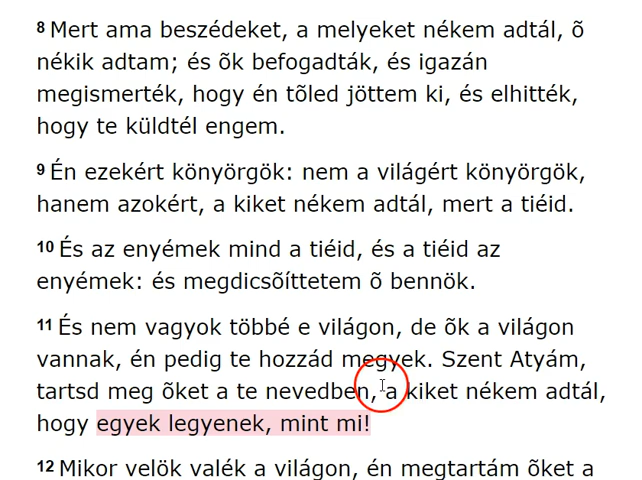 8 Mert ama beszédeket, a melyeket nékem adtál, õ
nékik adtam; és õk befogadták, és igazán
megismerték, hogy én tõled jöttem ki, és elhitték,
hogy te küldtél engem.
9 Én ezekért könyörgök: nem a világért könyörgök,
hanem azokért, a kiket nékem adtál, mert a tiéid.
10 És az enyémek mind a tiéid, és a tiéid az
enyémek: és megdicsõíttetem õ bennök.
11 És nem vagyok többé e világon, de õk a világon
vannak, én pedig te hozzád megyek. Szent Atyám,
tartsd meg õket a te nevedben, a kiket nékem adtál,
hogy egyek legyenek, mint mi!
12 Mikor velök valék a világon, én megtartám õket a